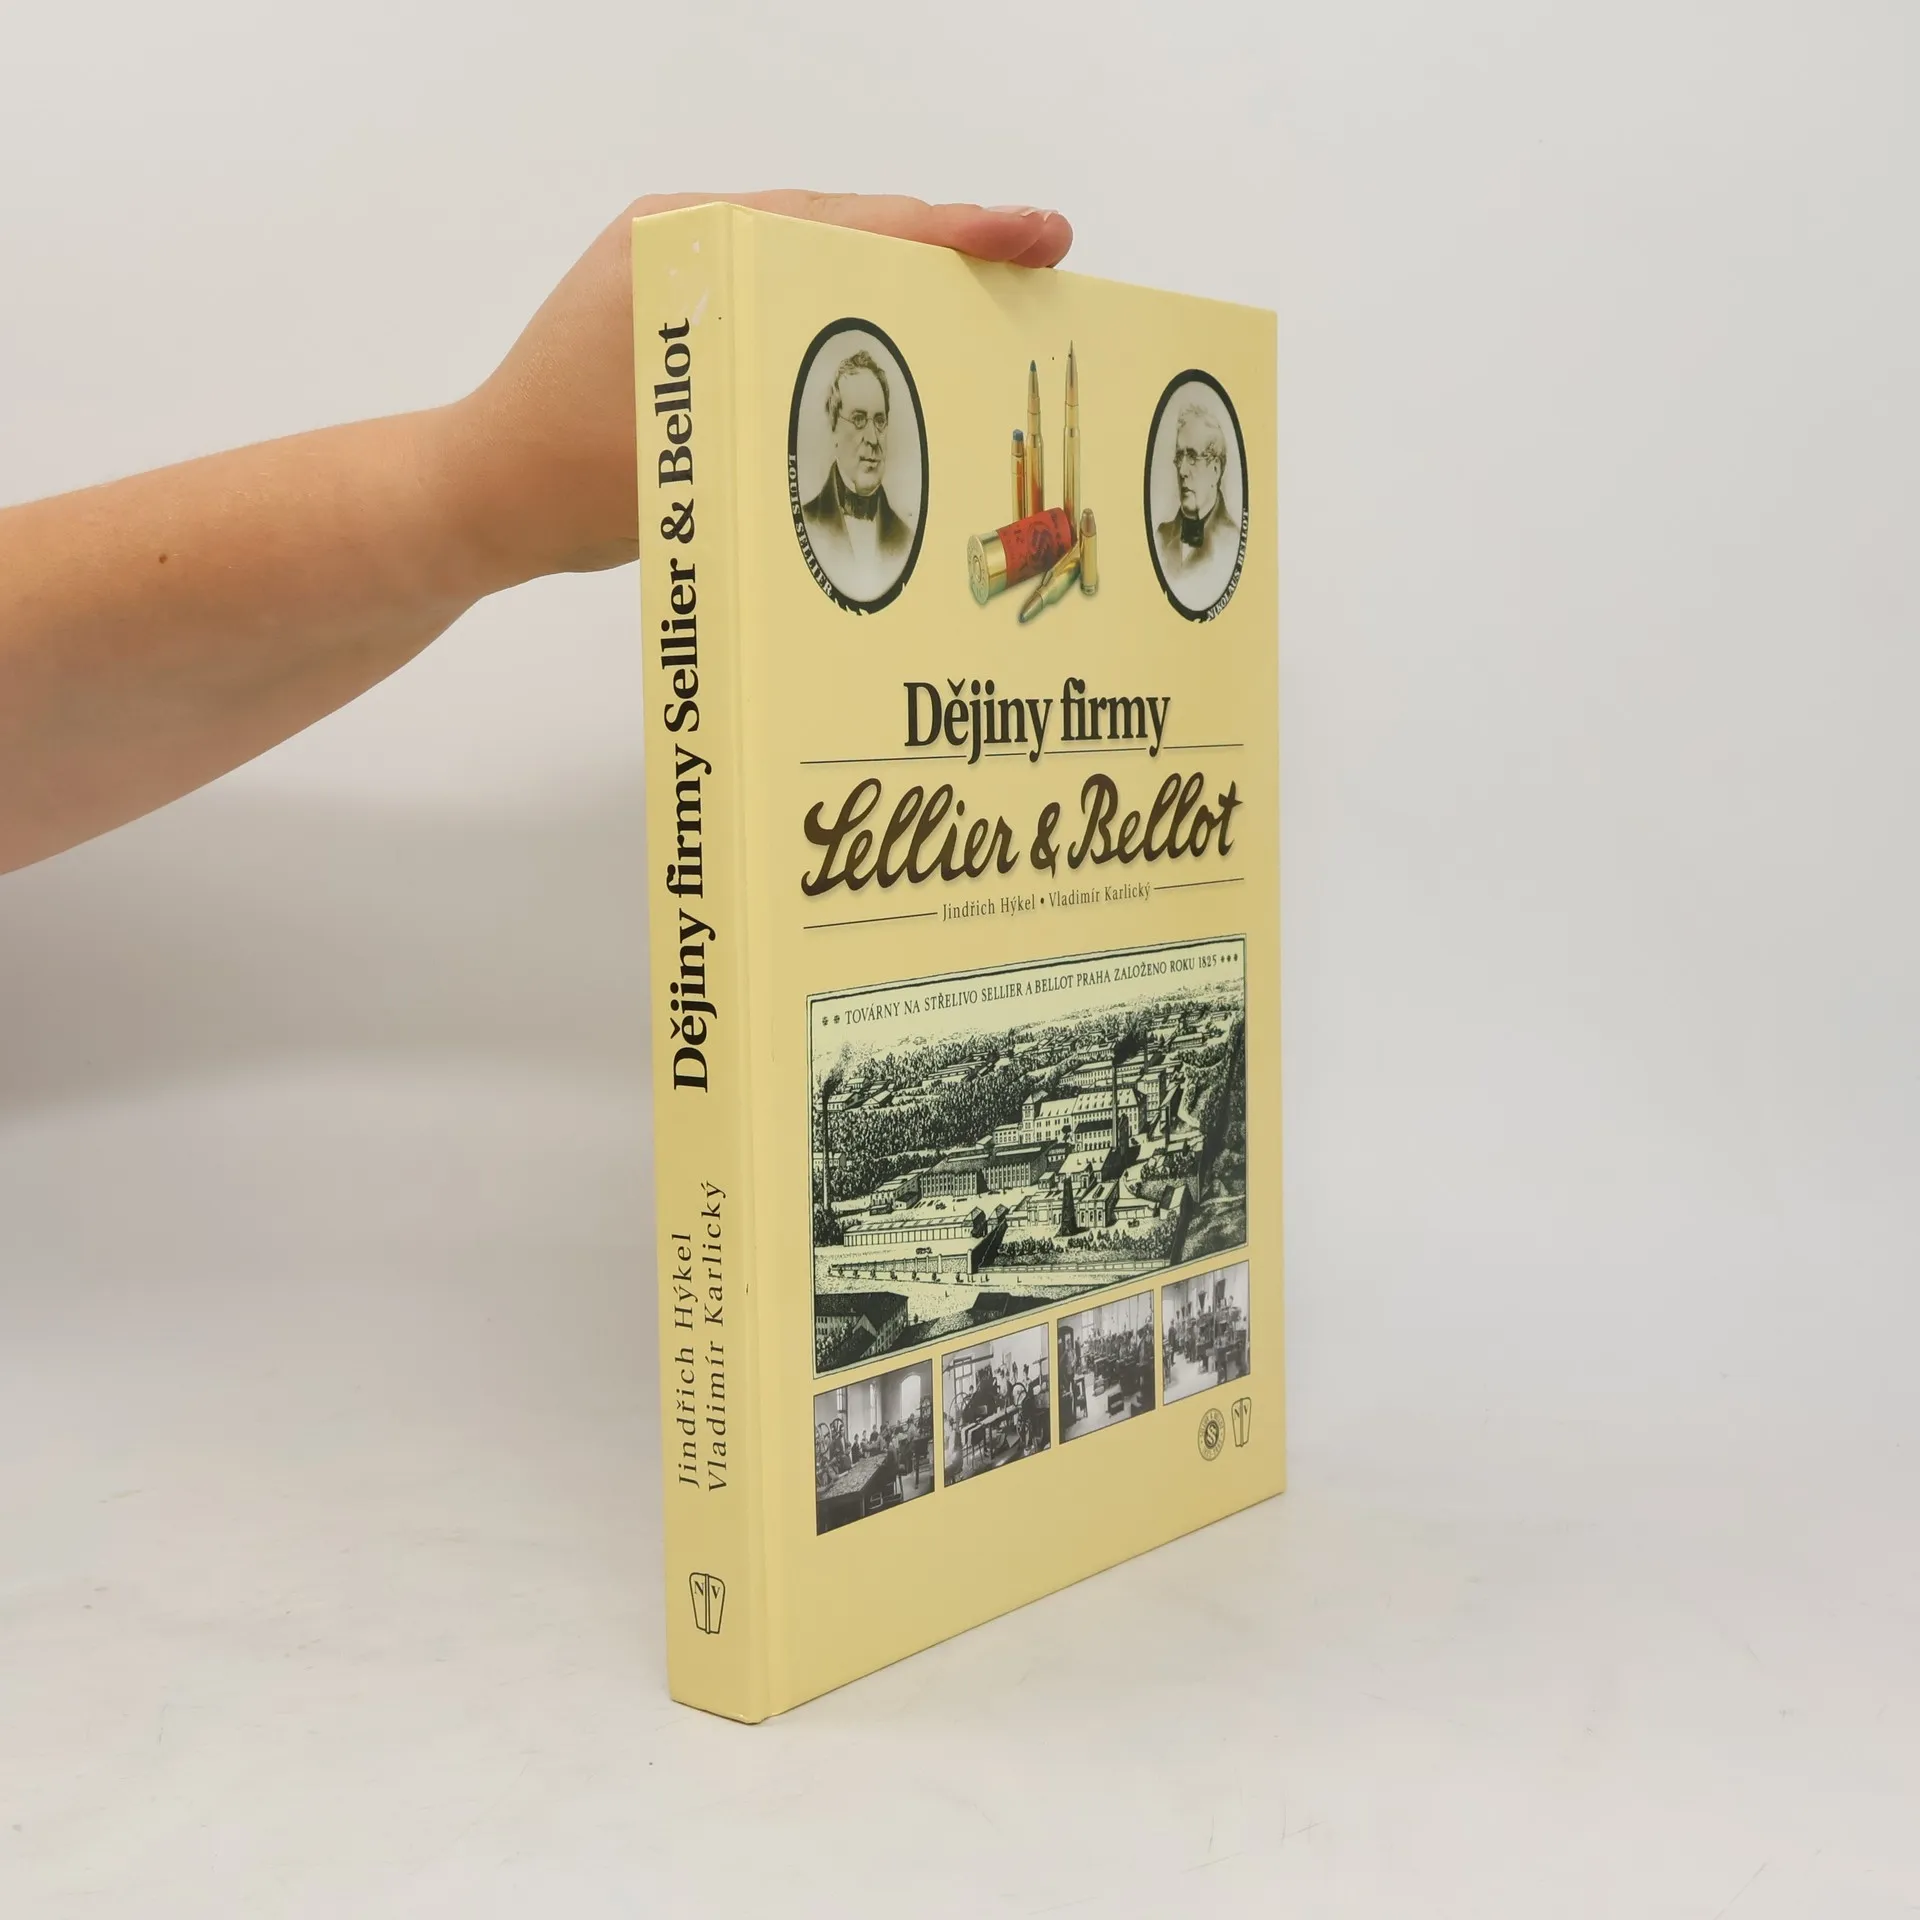 Dějiny firmy Sellier & Bellot
Jindřich Hýkel
Vladimír Karlický
N V
LOUIS SELLIER
NIKOLAUS BELLOT
Dějiny firmy
Sellier & Bellot
Jindřich Hýkel • Vladimír Karlický
TOVÁRNY NA STŘELIVO SELLIER A BELLOT PRAHA ZALOŽENO ROKU 1825
N V